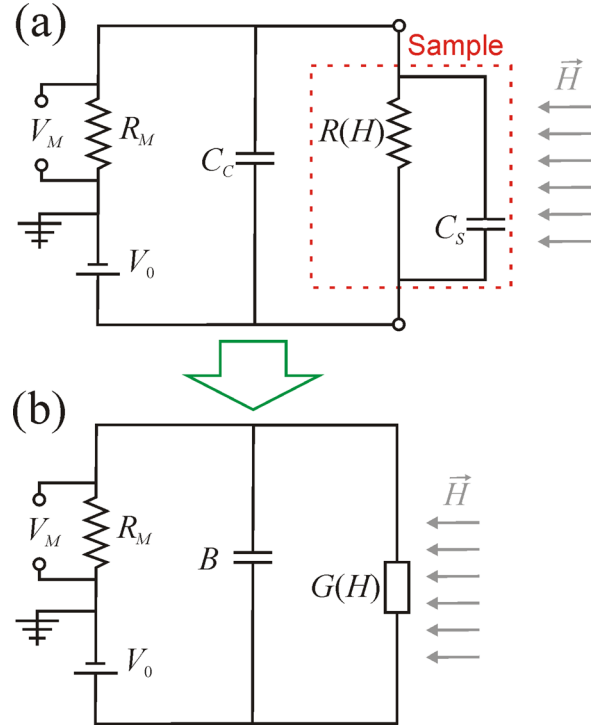 (a)
Sample
H
V_M
R_M
C_C
R(H)
C_S
V_0
(b)
H
V_M
R_M
B
G(H)
V_0